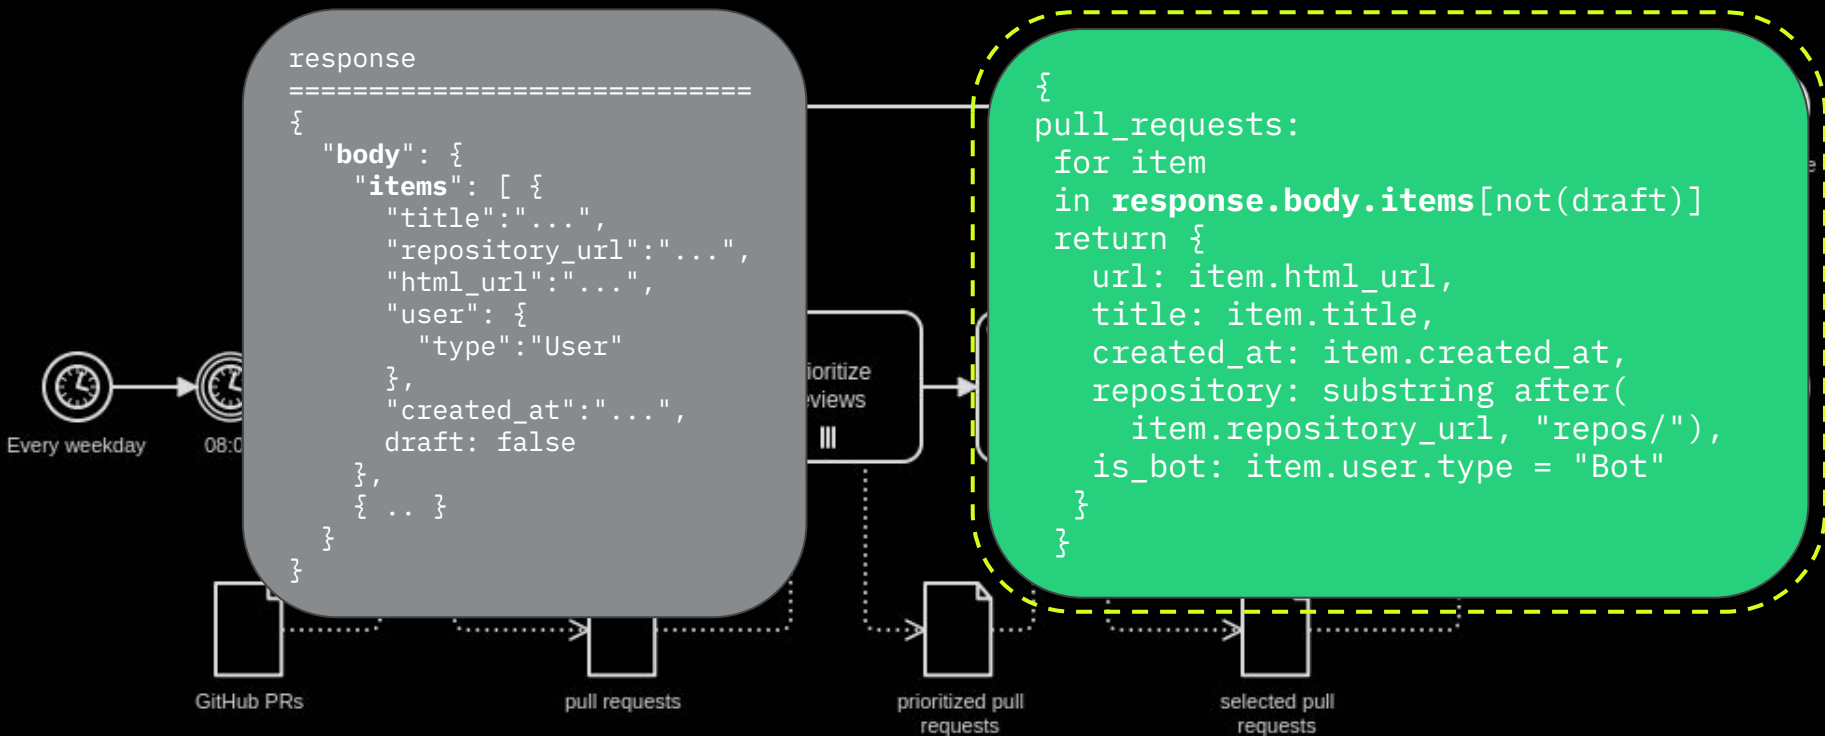 response
=============================
{
  "body": {
    "items": [ {
      "title":"...",
      "repository_url":"...",
      "html_url":"...",
      "user": {
        "type":"User"
      },
      "created_at":"...",
      draft: false
    },
    { .. }
  }
}
{
pull_requests:
 for item
 in response.body.items[not(draft)]
 return {
   url: item.html_url,
   title: item.title,
   created_at: item.created_at,
   repository: substring after(
     item.repository_url, "repos/"),
   is_bot: item.user.type = "Bot"
  }
 }
Every weekday
GitHub PRs
pull requests
prioritized pull
requests
selected pull
requests